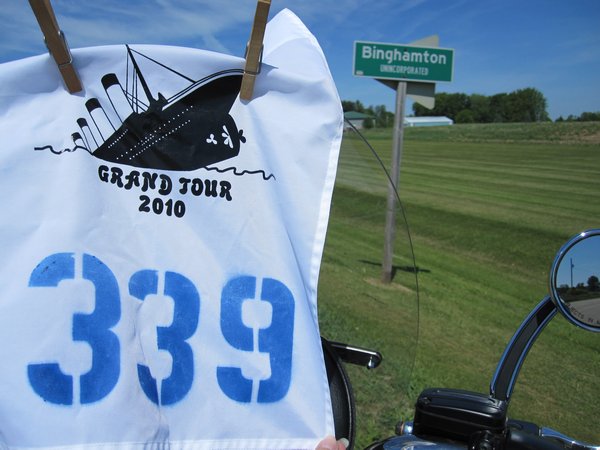 Binghamton
UNINCORPORATED
GRAND TOUR
2010
339